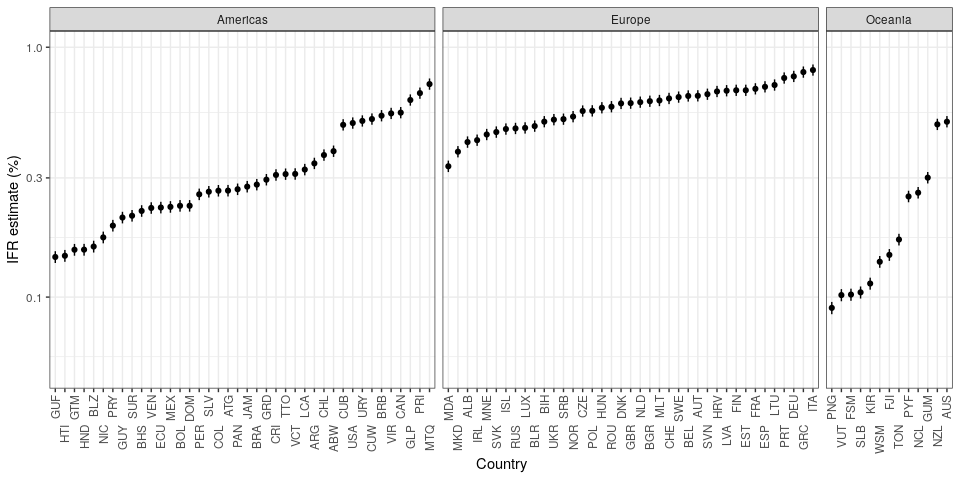 Americas
Europe
Oceania
1.0
0.3
0.1
IFR estimate (%)
GUF
HTI
GTM
HND
BLZ
NIC
PRY
GUY
SUR
BHS
VEN
ECU
MEX
BOL
DOM
PER
SLV
COL
ATG
PAN
JAM
BRA
GRD
CRI
TTO
VCT
LCA
ARG
CHL
ABW
CUB
USA
URY
CUW
BRB
VIR
CAN
GLP
PRI
MTQ
MDA
MKD
ALB
IRL
MNE
SVK
ISL
RUS
LUX
BLR
BIH
UKR
SRB
NOR
CZE
POL
HUN
ROU
DNK
GBR
NLD
BGR
MLT
CHE
SWE
BEL
AUT
SVN
HRV
LVA
FIN
EST
FRA
ESP
LTU
PRT
DEU
GRC
ITA
PNG
VUT
FSM
SLB
KIR
WSM
FJI
TON
PYF
NCL
GUM
NZL
AUS
Country